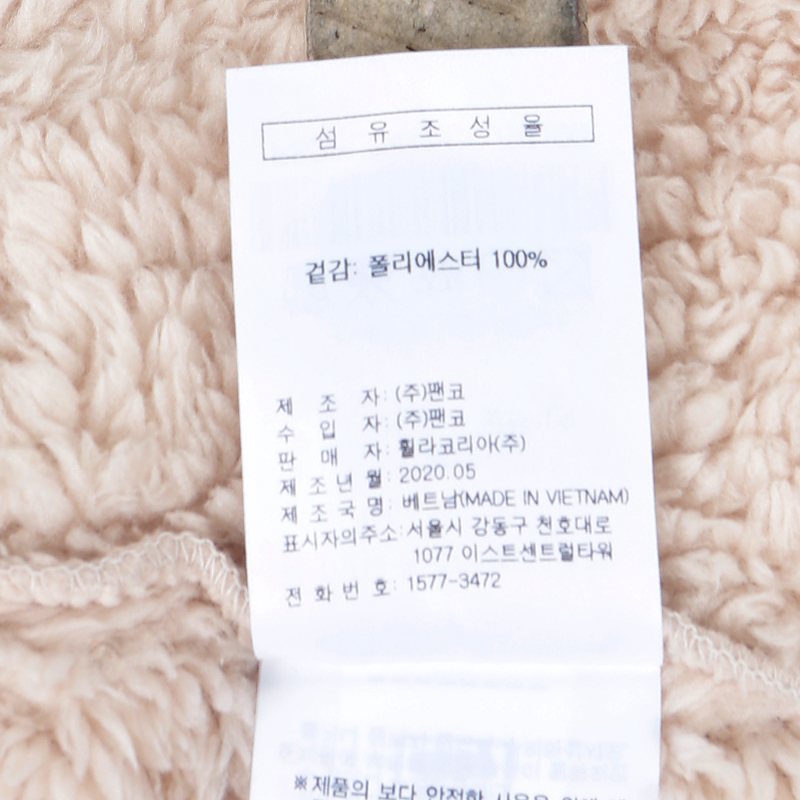 섬 유 조 성 율
겉감: 폴리에스터 100%
제 조 자: (주)팬코
수 입 자: (주)팬코
판 매 자: 휠라코리아(주)
제 조 년 월: 2020.05
제 조 국 명: 베트남(MADE IN VIETNAM)
표시자의주소:서울시 강동구 천호대로
1077 이스트센트럴타워
전 화 번 호: 1577-3472
※제품의 보다 안전한 사용을